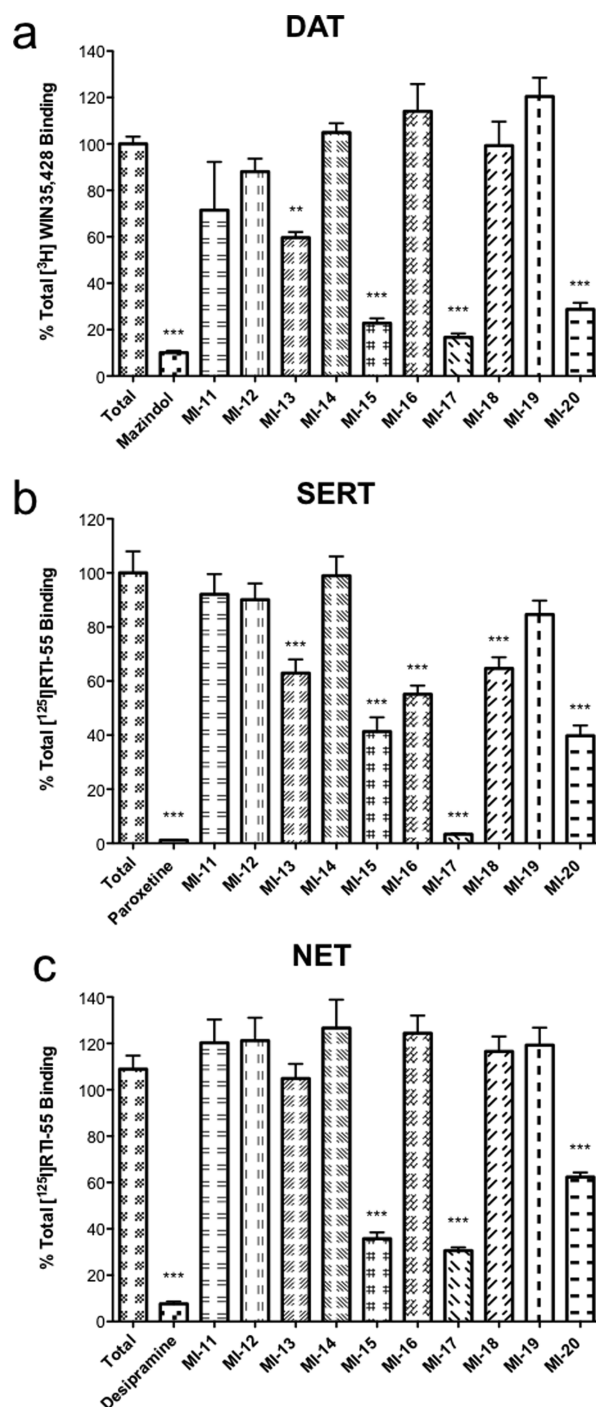 a
DAT
% Total [³H] WIN35,428 Binding
140
120
100
80
60
40
20
0
***
**
***
***
***
Total
Mazindol
MI-11
MI-12
MI-13
MI-14
MI-15
MI-16
MI-17
MI-18
MI-19
MI-20
b
SERT
% Total [¹²⁵I]RTI-55 Binding
120
100
80
60
40
20
0
***
***
***
***
***
***
***
Total
Paroxetine
MI-11
MI-12
MI-13
MI-14
MI-15
MI-16
MI-17
MI-18
MI-19
MI-20
c
NET
% Total [¹²⁵I]RTI-55 Binding
140
120
100
80
60
40
20
0
***
***
***
***
Total
Desipramine
MI-11
MI-12
MI-13
MI-14
MI-15
MI-16
MI-17
MI-18
MI-19
MI-20